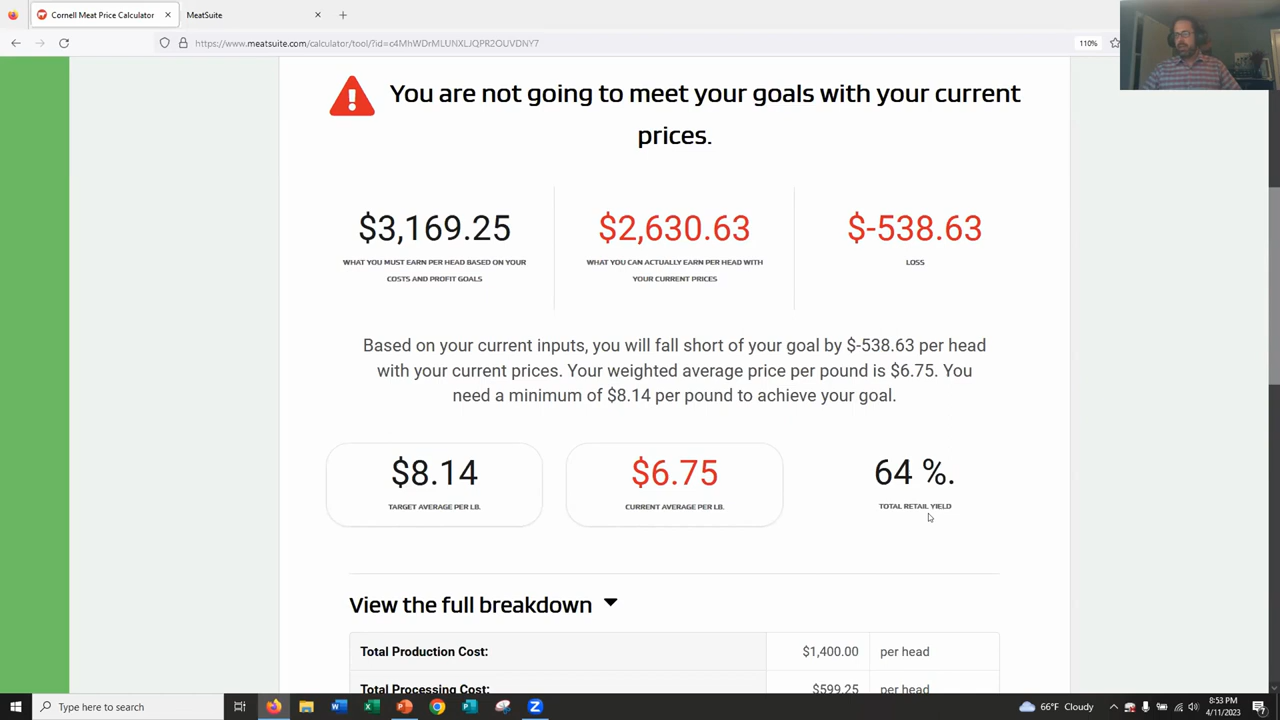 Cornell Meat Price Calculator
MeatSuite
https://www.meatsuite.com/calculator/tool/?id=c4MhWDrMLUNXLJQPR2OUVDNY7
110%
You are not going to meet your goals with your current
prices.
$3,169.25
WHAT YOU MUST EARN PER HEAD BASED ON YOUR
COSTS AND PROFIT GOALS
$2,630.63
WHAT YOU CAN ACTUALLY EARN PER HEAD WITH
YOUR CURRENT PRICES
$-538.63
LOSS
Based on your current inputs, you will fall short of your goal by $-538.63 per head
with your current prices. Your weighted average price per pound is $6.75. You
need a minimum of $8.14 per pound to achieve your goal.
$8.14
TARGET AVERAGE PER LB.
$6.75
CURRENT AVERAGE PER LB.
64 %.
TOTAL RETAIL YIELD
View the full breakdown
Total Production Cost: $1,400.00 per head
Total Processing Cost: $599.25 per head
Type here to search
66°F Cloudy
8:53 PM
4/11/2023